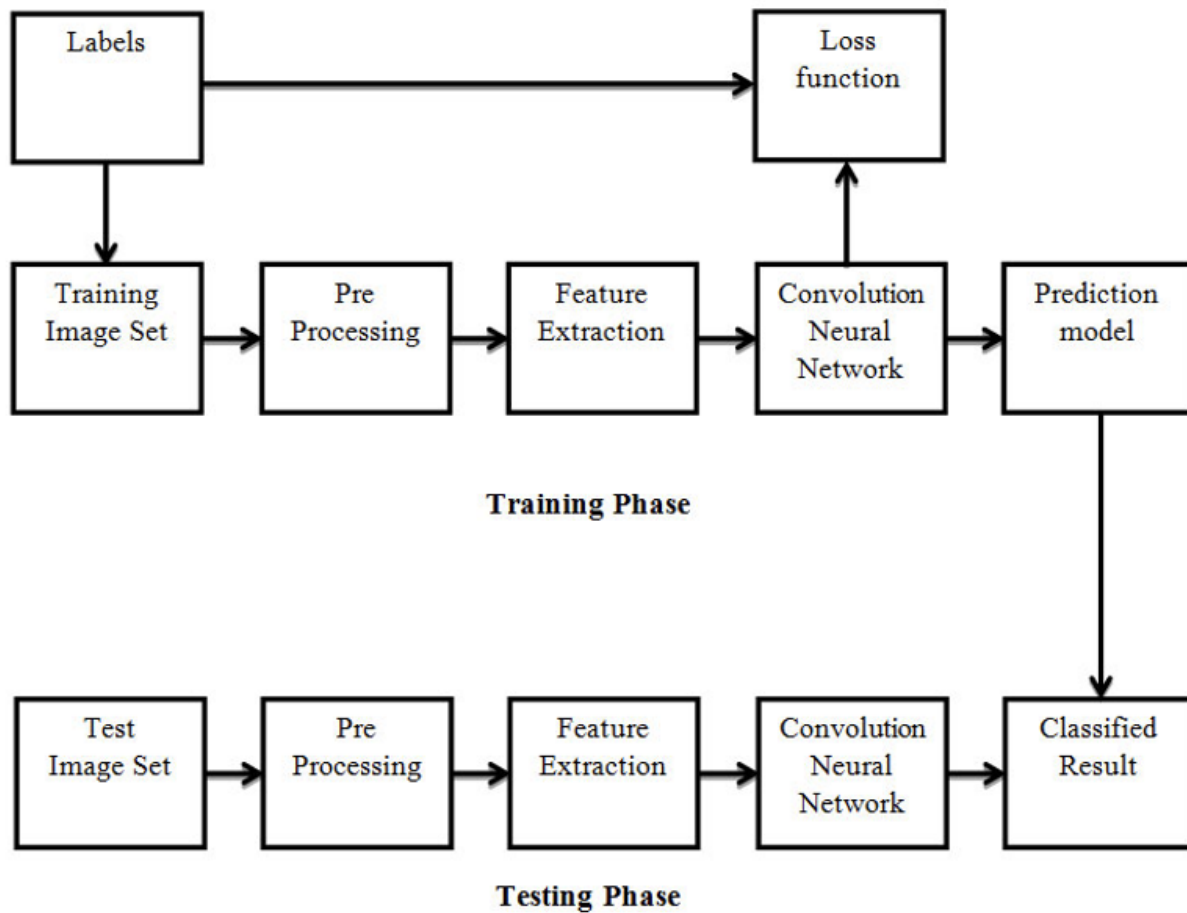 Labels
Loss
function
Training
Image Set
Pre
Processing
Feature
Extraction
Convolution
Neural
Network
Prediction
model
Training Phase
Test
Image Set
Pre
Processing
Feature
Extraction
Convolution
Neural
Network
Classified
Result
Testing Phase